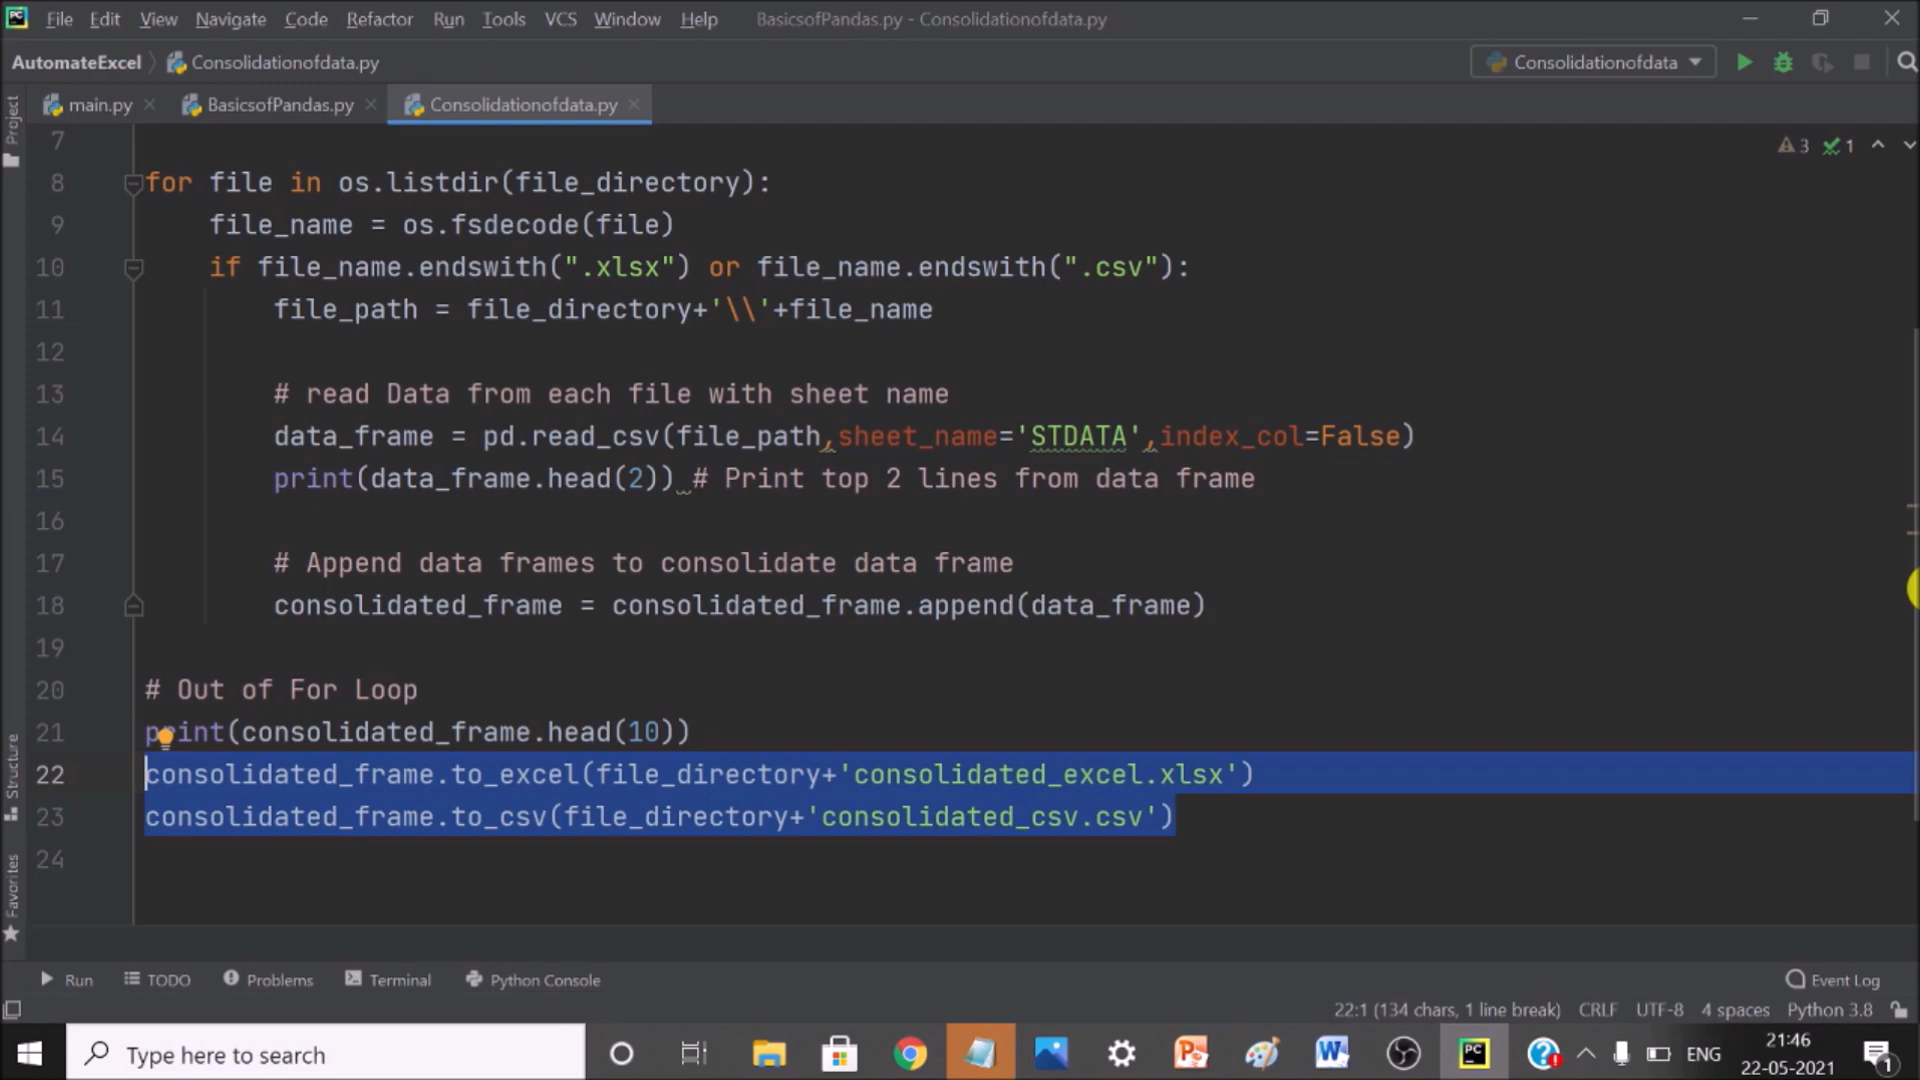 File Edit View Navigate Code Refactor Run Tools VCS Window Help BasicsofPandas.py - Consolidationofdata.py
AutomateExcel Consolidationofdata.py Consolidationofdata
main.py BasicsofPandas.py Consolidationofdata.py
Project
3 1
7
8 for file in os.listdir(file_directory):
9 file_name = os.fsdecode(file)
10 if file_name.endswith(".xlsx") or file_name.endswith(".csv"):
11 file_path = file_directory+'\\'+file_name
12
13 # read Data from each file with sheet name
14 data_frame = pd.read_csv(file_path,sheet_name='STDATA',index_col=False)
15 print(data_frame.head(2)) # Print top 2 lines from data frame
16
17 # Append data frames to consolidate data frame
18 consolidated_frame = consolidated_frame.append(data_frame)
19
20 # Out of For Loop
21 print(consolidated_frame.head(10))
22 consolidated_frame.to_excel(file_directory+'consolidated_excel.xlsx')
23 consolidated_frame.to_csv(file_directory+'consolidated_csv.csv')
24
Structure
Favorites
Run TODO Problems Terminal Python Console Event Log
22:1 (134 chars, 1 line break) CRLF UTF-8 4 spaces Python 3.8
Type here to search
ENG
21:46
22-05-2021
1